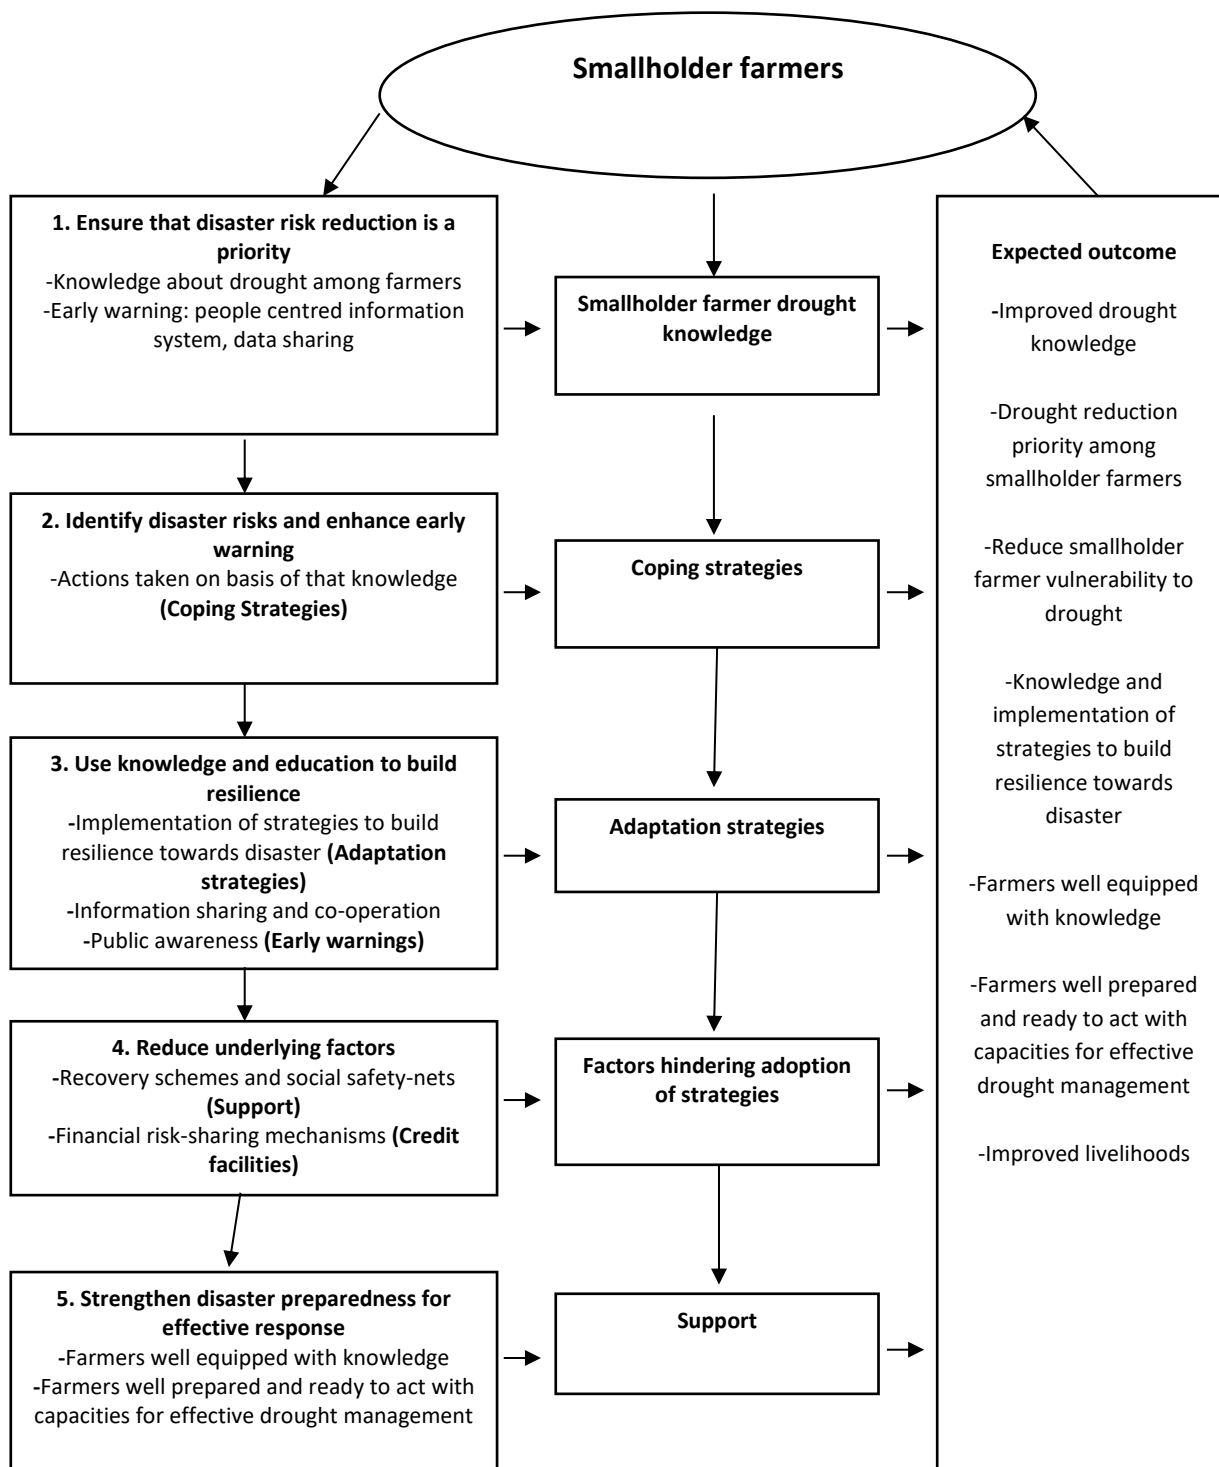 Smallholder farmers
1. Ensure that disaster risk reduction is a
priority
-Knowledge about drought among farmers
-Early warning: people centred information
system, data sharing
Smallholder farmer drought
knowledge
2. Identify disaster risks and enhance early
warning
-Actions taken on basis of that knowledge
(Coping Strategies)
Coping strategies
3. Use knowledge and education to build
resilience
-Implementation of strategies to build
resilience towards disaster (Adaptation
strategies)
-Information sharing and co-operation
-Public awareness (Early warnings)
Adaptation strategies
4. Reduce underlying factors
-Recovery schemes and social safety-nets
(Support)
-Financial risk-sharing mechanisms (Credit
facilities)
Factors hindering adoption
of strategies
5. Strengthen disaster preparedness for
effective response
-Farmers well equipped with knowledge
-Farmers well prepared and ready to act with
capacities for effective drought management
Support
Expected outcome
-Improved drought
knowledge
-Drought reduction
priority among
smallholder farmers
-Reduce smallholder
farmer vulnerability to
drought
-Knowledge and
implementation of
strategies to build
resilience towards
disaster
-Farmers well equipped
with knowledge
-Farmers well prepared
and ready to act with
capacities for effective
drought management
-Improved livelihoods